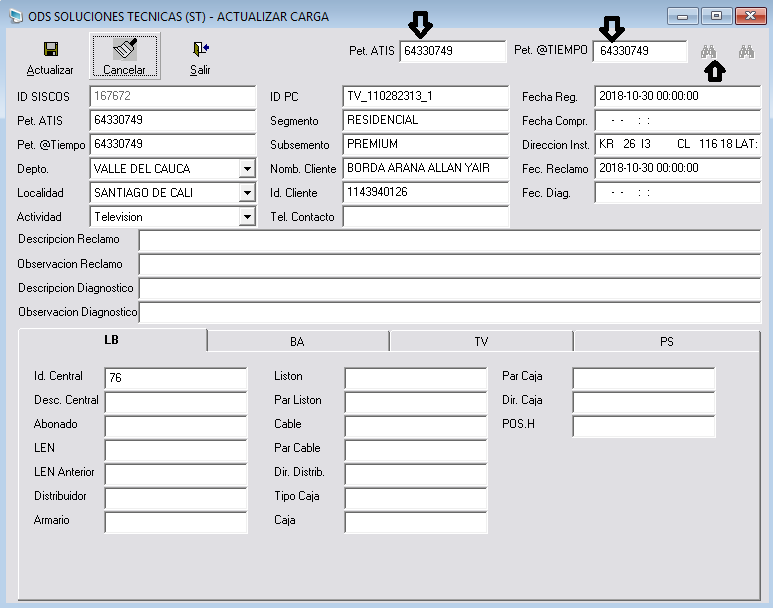 ODS SOLUCIONES TECNICAS (ST) - ACTUALIZAR CARGA
Actualizar Cancelar Salir Pet. ATIS 64330749 Pet. @TIEMPO 64330749
ID SISCOS 167672 ID PC TV_110282313_1 Fecha Reg. 2018-10-30 00:00:00
Pet. ATIS 64330749 Segmento RESIDENCIAL Fecha Compr. - - : :
Pet. @Tiempo 64330749 Subsemento PREMIUM Direccion Inst. KR 26 I3 CL 116 18 LAT:
Depto. VALLE DEL CAUCA Nomb. Cliente BORDA ARANA ALLAN YAIR Fec. Reclamo 2018-10-30 00:00:00
Localidad SANTIAGO DE CALI Id. Cliente 1143940126 Fec. Diag. - - : :
Actividad Television Tel. Contacto
Descripcion Reclamo
Observacion Reclamo
Descripcion Diagnostico
Observacion Diagnostico
LB BA TV PS
Id. Central 76 Liston Par Caja
Desc. Central Par Liston Dir. Caja
Abonado Cable POS.H
LEN Par Cable
LEN Anterior Dir. Distrib.
Distribuidor Tipo Caja
Armario Caja